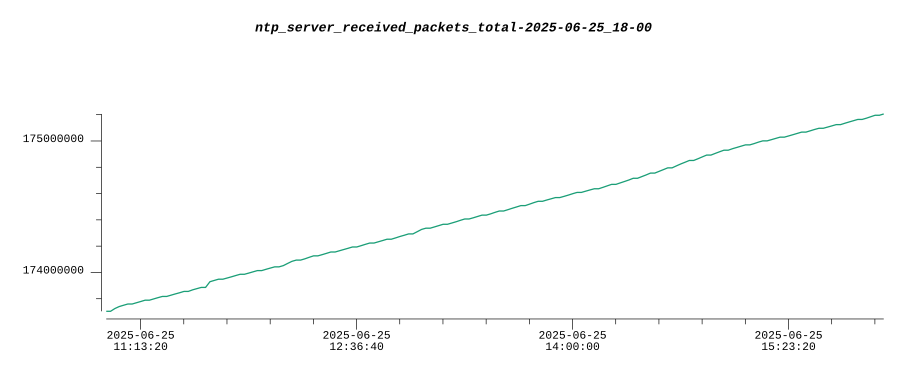 ntp_server_received_packets_total-2025-06-25_18-00
175000000
174000000
2025-06-25 2025-06-25 2025-06-25 2025-06-25
11:13:20 12:36:40 14:00:00 15:23:20